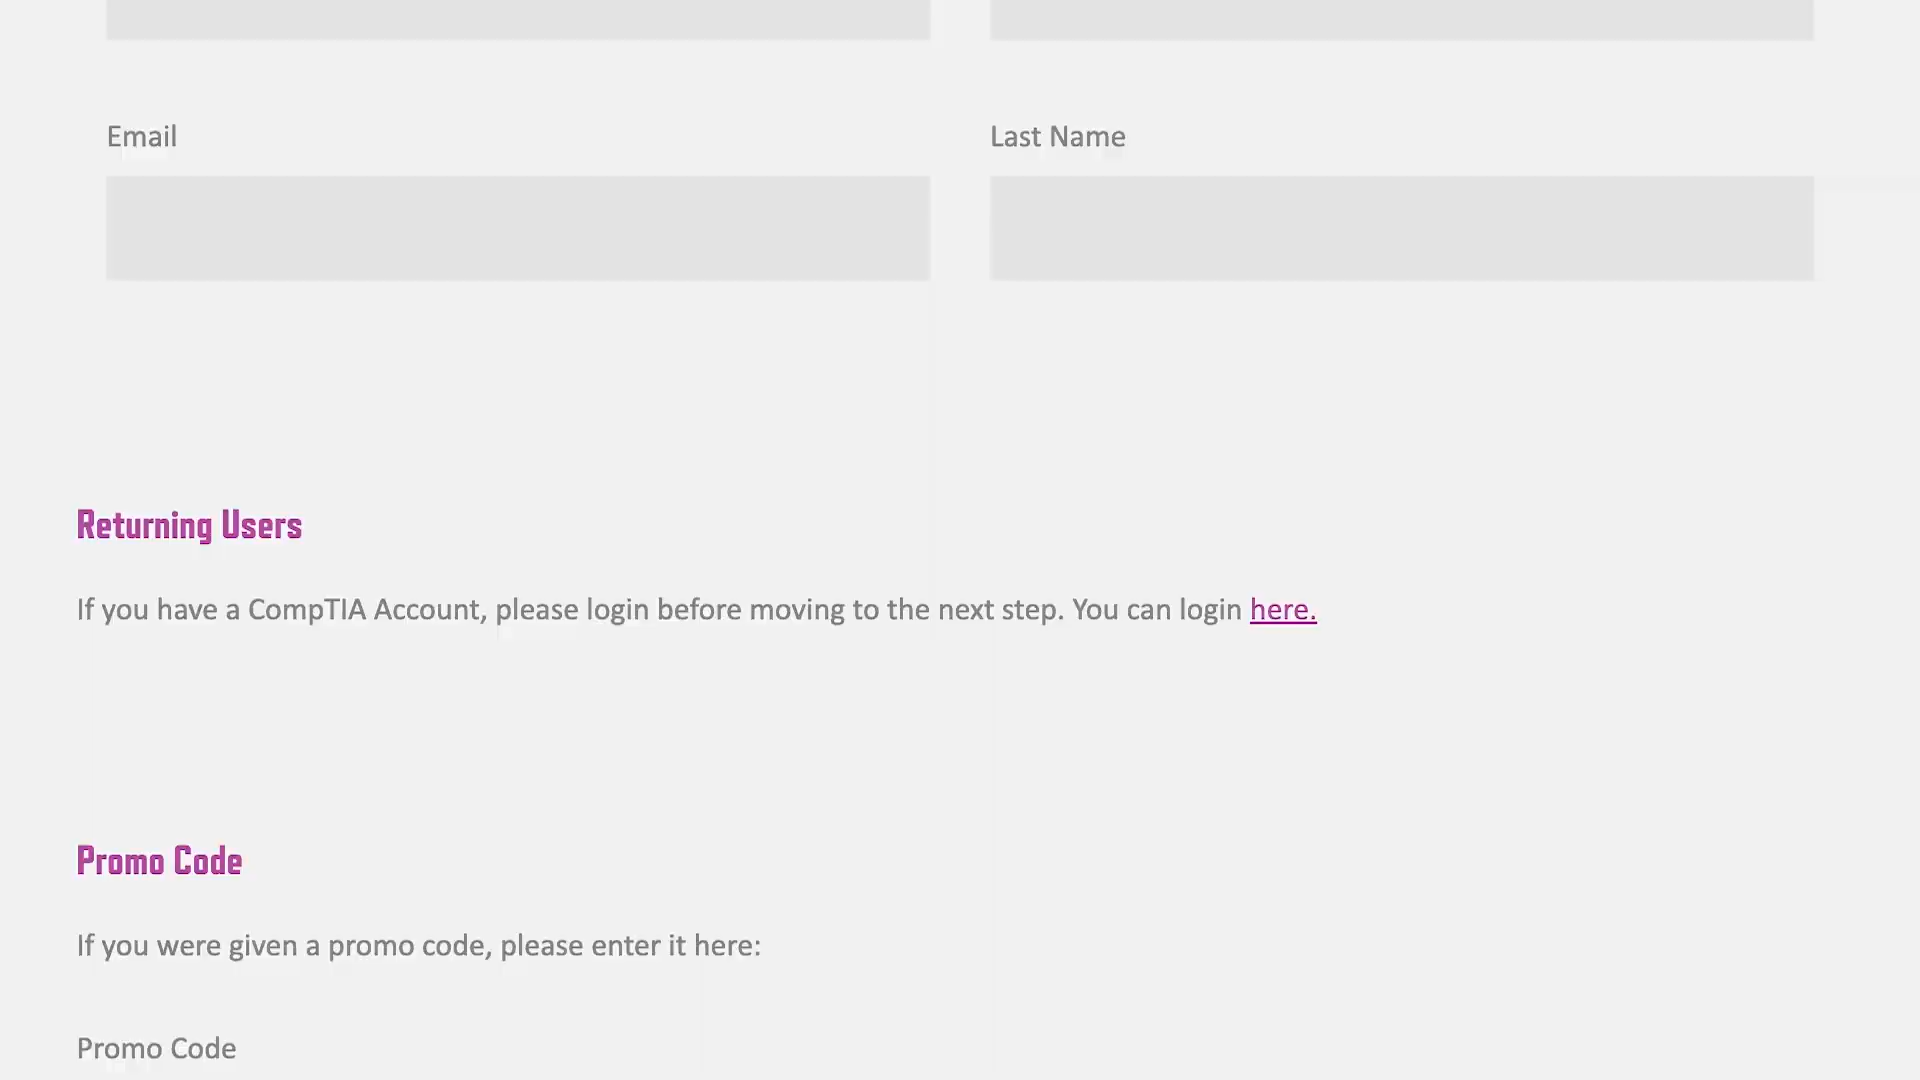 Email
Last Name
Returning Users
If you have a CompTIA Account, please login before moving to the next step. You can login here.
Promo Code
If you were given a promo code, please enter it here:
Promo Code